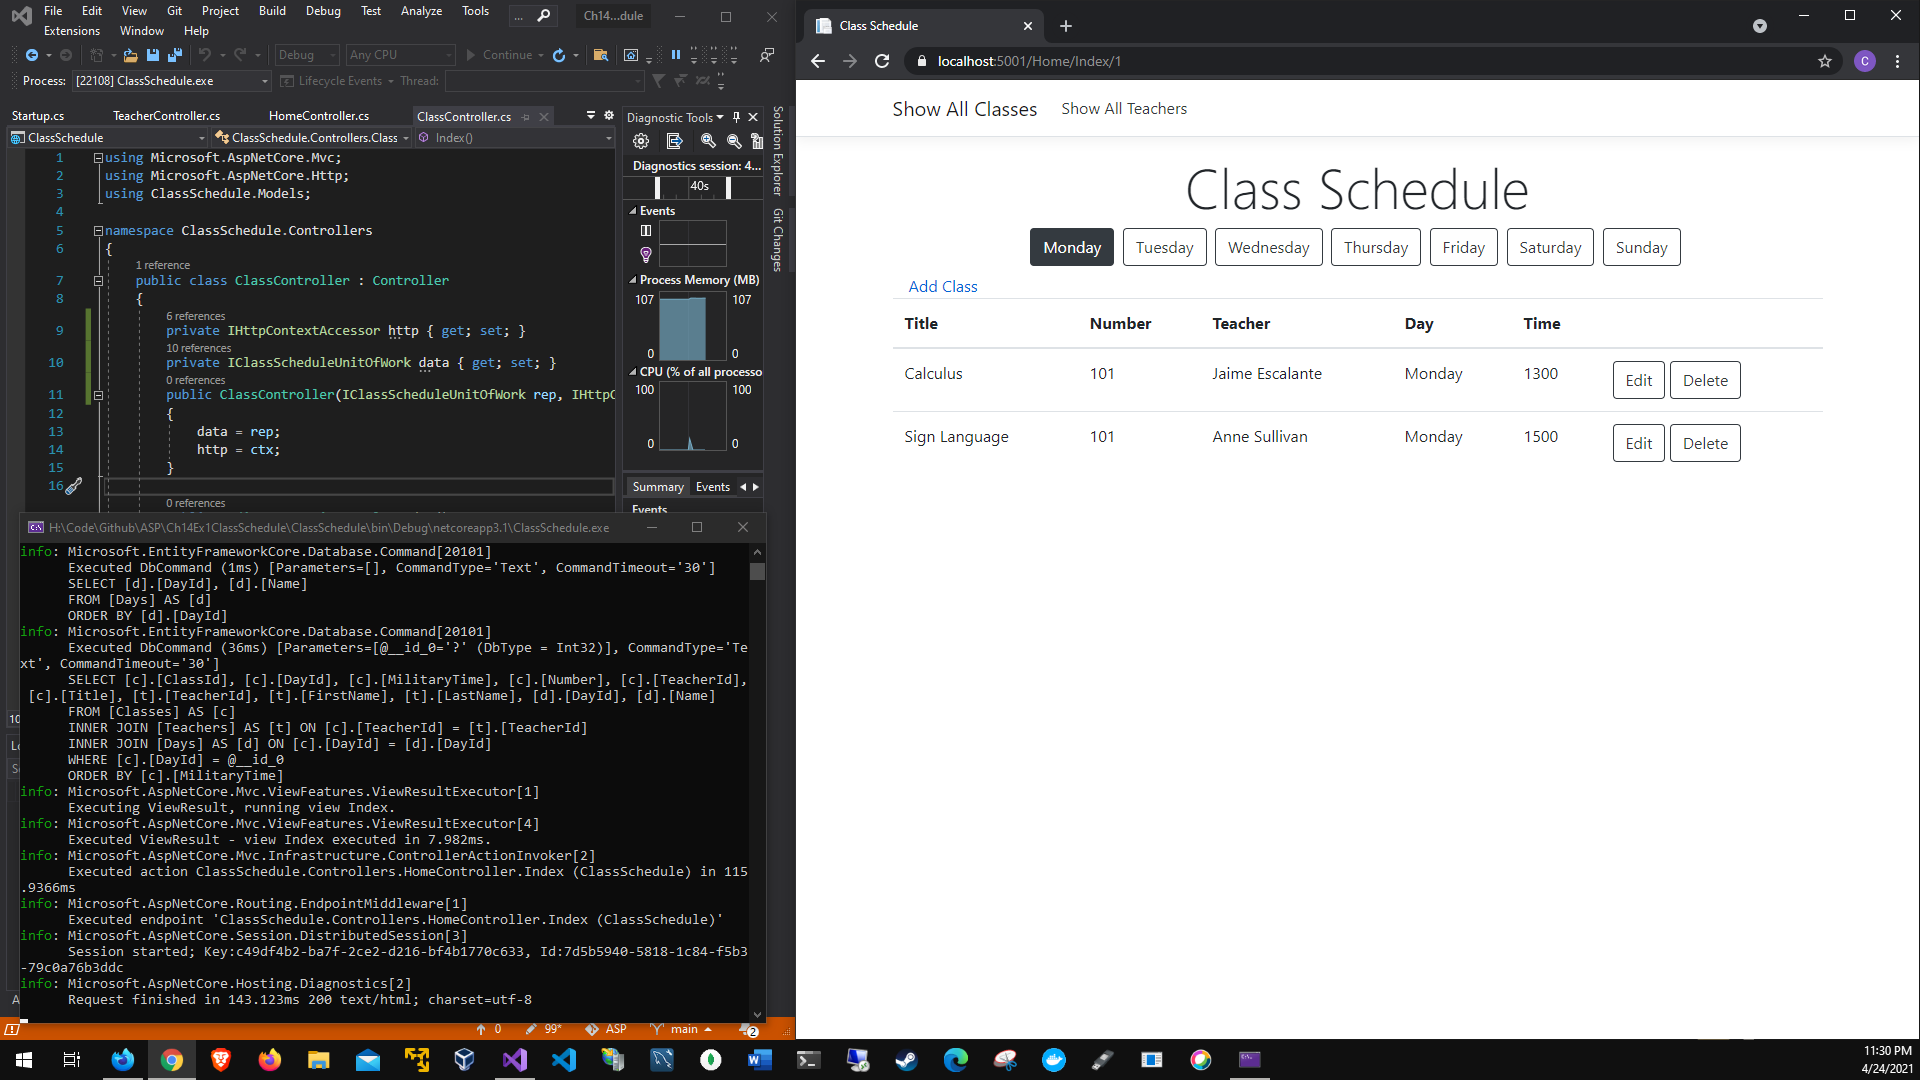 File Edit View Git Project Build Debug Test Analyze Tools ... Ch14...dule
Extensions Window Help
Debug Any CPU Continue
Process: [22108] ClassSchedule.exe Lifecycle Events Thread:
Startup.cs TeacherController.cs HomeController.cs ClassController.cs
ClassSchedule ClassSchedule.Controllers.Class Index()
1 using Microsoft.AspNetCore.Mvc;
2 using Microsoft.AspNetCore.Http;
3 using ClassSchedule.Models;
4
5 namespace ClassSchedule.Controllers
6 {
1 reference
7 public class ClassController : Controller
8 {
6 references
9 private IHttpContextAccessor http { get; set; }
10 references
10 private IClassScheduleUnitOfWork data { get; set; }
0 references
11 public ClassController(IClassScheduleUnitOfWork rep, IHttpC
12 {
13 data = rep;
14 http = ctx;
15 }
16
0 references
Diagnostic Tools
Diagnostics session: 4...
40s
Events
Process Memory (MB)
107 107
0 0
CPU (% of all processo
100 100
0 0
Summary Events
Events
Solution Explorer
Git Changes
H:\Code\Github\ASP\Ch14Ex1ClassSchedule\ClassSchedule\bin\Debug\netcoreapp3.1\ClassSchedule.exe
info: Microsoft.EntityFrameworkCore.Database.Command[20101]
Executed DbCommand (1ms) [Parameters=[], CommandType='Text', CommandTimeout='30']
SELECT [d].[DayId], [d].[Name]
FROM [Days] AS [d]
ORDER BY [d].[DayId]
info: Microsoft.EntityFrameworkCore.Database.Command[20101]
Executed DbCommand (36ms) [Parameters=[@__id_0='?' (DbType = Int32)], CommandType='Te
xt', CommandTimeout='30']
SELECT [c].[ClassId], [c].[DayId], [c].[MilitaryTime], [c].[Number], [c].[TeacherId],
[c].[Title], [t].[TeacherId], [t].[FirstName], [t].[LastName], [d].[DayId], [d].[Name]
FROM [Classes] AS [c]
INNER JOIN [Teachers] AS [t] ON [c].[TeacherId] = [t].[TeacherId]
INNER JOIN [Days] AS [d] ON [c].[DayId] = [d].[DayId]
WHERE [c].[DayId] = @__id_0
ORDER BY [c].[MilitaryTime]
info: Microsoft.AspNetCore.Mvc.ViewFeatures.ViewResultExecutor[1]
Executing ViewResult, running view Index.
info: Microsoft.AspNetCore.Mvc.ViewFeatures.ViewResultExecutor[4]
Executed ViewResult - view Index executed in 7.982ms.
info: Microsoft.AspNetCore.Mvc.Infrastructure.ControllerActionInvoker[2]
Executed action ClassSchedule.Controllers.HomeController.Index (ClassSchedule) in 115
.9366ms
info: Microsoft.AspNetCore.Routing.EndpointMiddleware[1]
Executed endpoint 'ClassSchedule.Controllers.HomeController.Index (ClassSchedule)'
info: Microsoft.AspNetCore.Session.DistributedSession[3]
Session started; Key:c49df4b2-ba7f-2ce2-d216-bf4b1770c633, Id:7d5b5940-5818-1c84-f5b3
-79c0a76b3ddc
info: Microsoft.AspNetCore.Hosting.Diagnostics[2]
Request finished in 143.123ms 200 text/html; charset=utf-8
0 99* ASP main 2
Class Schedule
localhost:5001/Home/Index/1 C
Show All Classes Show All Teachers
Class Schedule
Monday Tuesday Wednesday Thursday Friday Saturday Sunday
Add Class
Title Number Teacher Day Time
Calculus 101 Jaime Escalante Monday 1300 Edit Delete
Sign Language 101 Anne Sullivan Monday 1500 Edit Delete
11:30 PM
4/24/2021